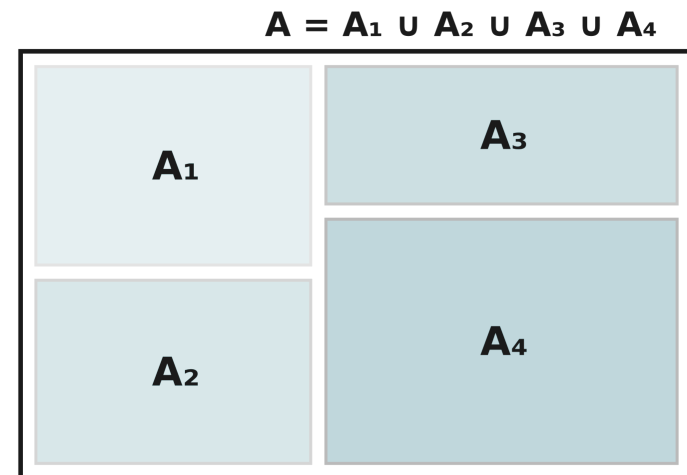 A = A₁ ∪ A₂ ∪ A₃ ∪ A₄
A₁
A₃
A₂
A₄